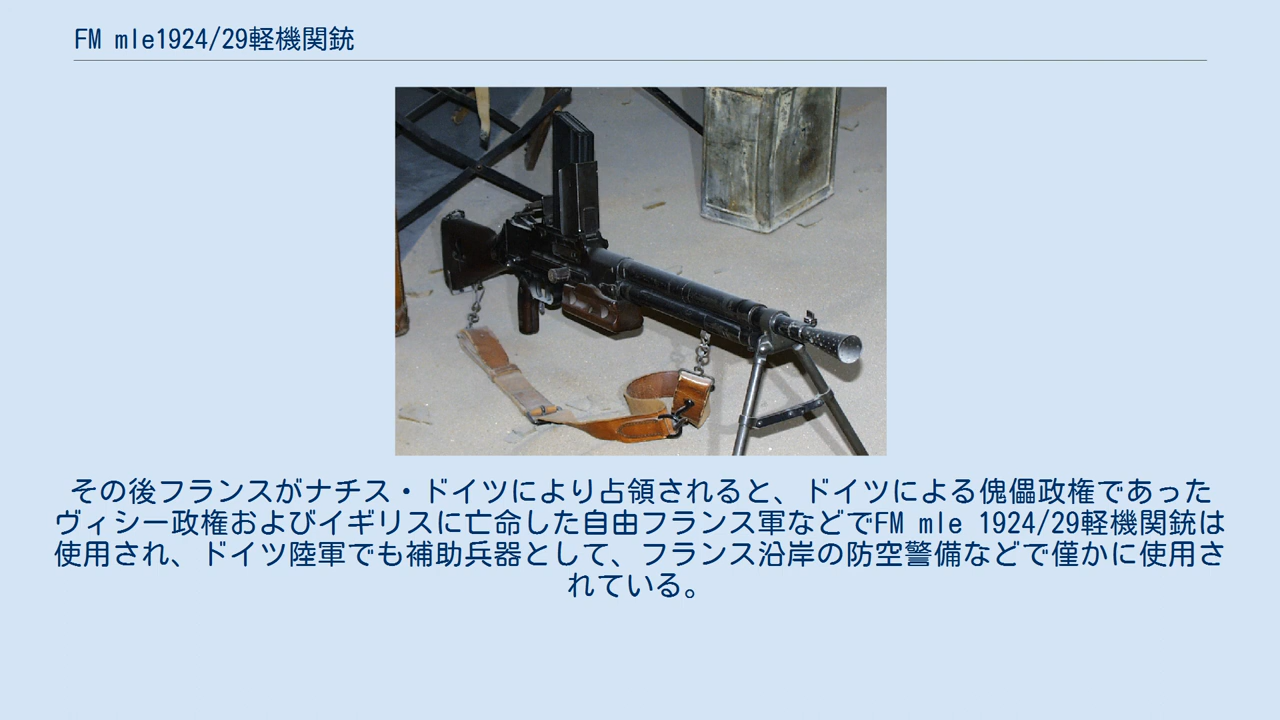 FM mle1924/29軽機関銃
その後フランスがナチス・ドイツにより占領されると、ドイツによる傀儡政権であった
ヴィシー政権およびイギリスに亡命した自由フランス軍などでFM mle 1924/29軽機関銃は
使用され、ドイツ陸軍でも補助兵器として、フランス沿岸の防空警備などで僅かに使用さ
れている。